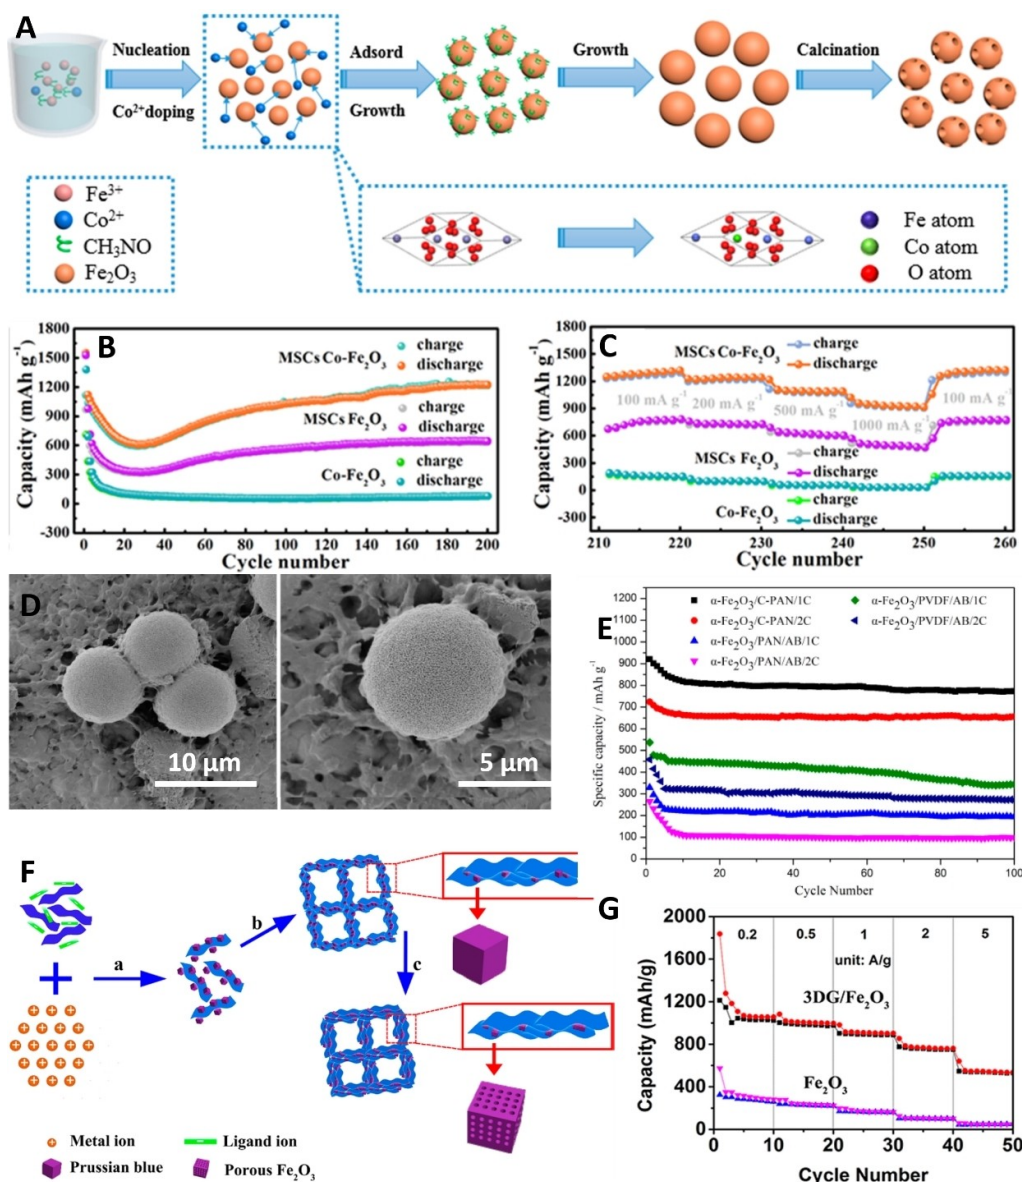 A
Nucleation
Co²⁺doping
Adsord
Growth
Growth
Calcination
Fe³⁺
Co²⁺
CH₃NO
Fe₂O₃
Fe atom
Co atom
O atom
B
Capacity (mAh g⁻¹)
1800
1500
1200
900
600
300
0
-300
MSCs Co-Fe₂O₃
charge
discharge
MSCs Fe₂O₃
charge
discharge
Co-Fe₂O₃
charge
discharge
0 20 40 60 80 100 120 140 160 180 200
Cycle number
C
Capacity (mAh g⁻¹)
1800
1500
1200
900
600
300
0
-300
MSCs Co-Fe₂O₃
charge
discharge
100 mA g⁻¹
200 mA g⁻¹
500 mA g⁻¹
1000 mA g⁻¹
100 mA g⁻¹
MSCs Fe₂O₃
charge
discharge
Co-Fe₂O₃
charge
discharge
210 220 230 240 250 260
Cycle number
D
10 µm
5 µm
E
Specific capacity / mAh g⁻¹
1200
1100
1000
900
800
700
600
500
400
300
200
100
0
α-Fe₂O₃/C-PAN/1C
α-Fe₂O₃/C-PAN/2C
α-Fe₂O₃/PAN/AB/1C
α-Fe₂O₃/PAN/AB/2C
α-Fe₂O₃/PVDF/AB/1C
α-Fe₂O₃/PVDF/AB/2C
0 20 40 60 80 100
Cycle Number
F
a
b
c
Metal ion
Ligand ion
Prussian blue
Porous Fe₂O₃
G
Capacity (mAh/g)
2000
1600
1200
800
400
0
0.2 0.5 1 2 5
unit: A/g
3DG/Fe₂O₃
Fe₂O₃
0 10 20 30 40 50
Cycle Number